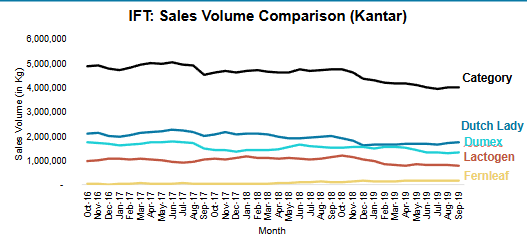 IFT: Sales Volume Comparison (Kantar)
Sales Volume (in Kg)
6,000,000
5,000,000
4,000,000
3,000,000
2,000,000
1,000,000
-
Category
Dutch Lady
Dumex
Lactogen
Fernleaf
Oct-16
Nov-16
Dec-16
Jan-17
Feb-17
Mar-17
Apr-17
May-17
Jun-17
Jul-17
Aug-17
Sep-17
Oct-17
Nov-17
Dec-17
Jan-18
Feb-18
Mar-18
Apr-18
May-18
Jun-18
Jul-18
Aug-18
Sep-18
Oct-18
Nov-18
Dec-18
Jan-19
Feb-19
Mar-19
Apr-19
May-19
Jun-19
Jul-19
Aug-19
Sep-19
Month